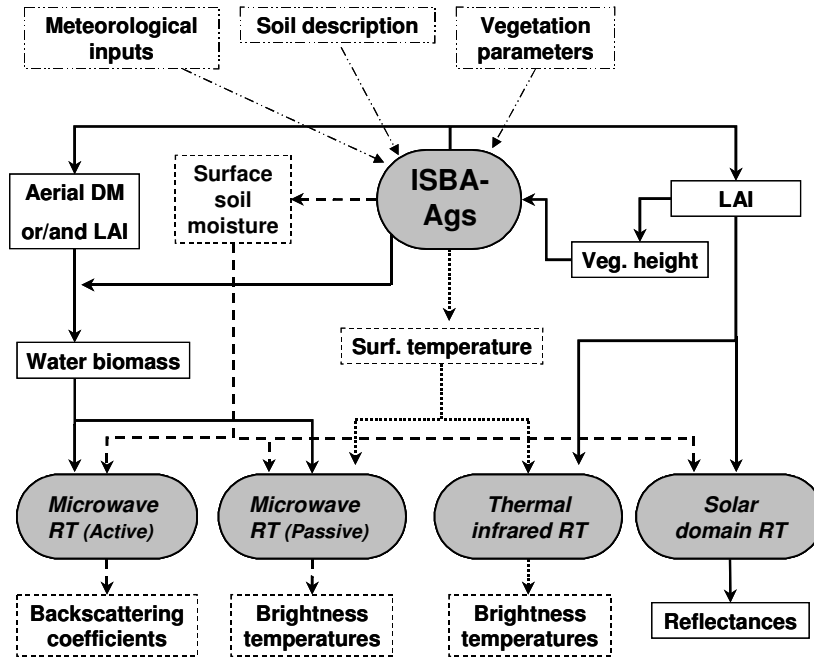 Meteorological
inputs
Soil description
Vegetation
parameters
Aerial DM
or/and LAI
Surface
soil
moisture
ISBA-
Ags
LAI
Veg. height
Water biomass
Surf. temperature
Microwave
RT (Active)
Microwave
RT (Passive)
Thermal
infrared RT
Solar
domain RT
Backscattering
coefficients
Brightness
temperatures
Brightness
temperatures
Reflectances